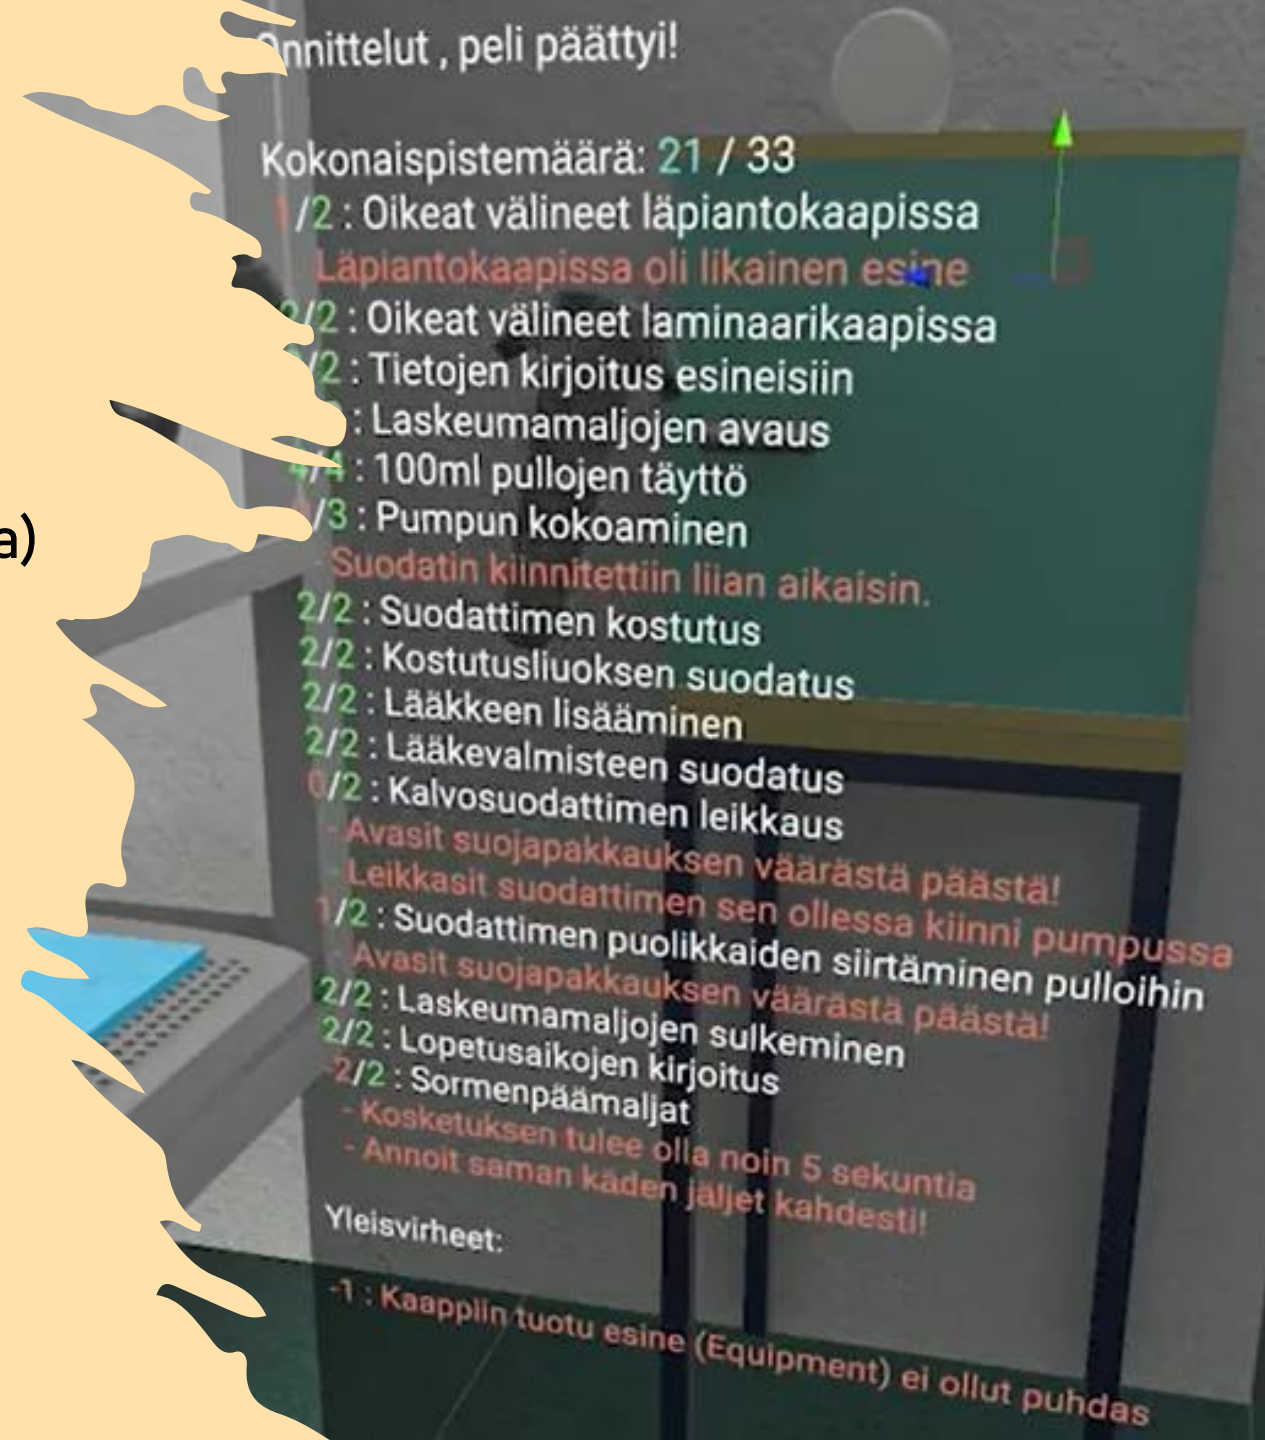 Onnittelut , peli päättyi!
Kokonaispistemäärä: 21 / 33
1/2 : Oikeat välineet läpiantokaapissa
Läpiantokaapissa oli likainen esine
2/2 : Oikeat välineet laminaarikaapissa
/2 : Tietojen kirjoitus esineisiin
: Laskeumamaljojen avaus
4/4 : 100ml pullojen täyttö
a)
/3 : Pumpun kokoaminen
- Suodatin kiinnitettiin liian aikaisin.
2/2 : Suodattimen kostutus
2/2 : Kostutusliuoksen suodatus
2/2 : Lääkkeen lisääminen
2/2 : Lääkevalmisteen suodatus
0/2 : Kalvosuodattimen leikkaus
- Avasit suojapakkauksen väärästä päästä!
Leikkasit suodattimen sen ollessa kiinni pumpussa
1/2 : Suodattimen puolikkaiden siirtäminen pulloihin
Avasit suojapakkauksen väärästä päästä!
2/2 : Laskeumamaljojen sulkeminen
2/2 : Lopetusaikojen kirjoitus
-2/2 : Sormenpäämaljat
- Kosketuksen tulee olla noin 5 sekuntia
- Annoit saman käden jäljet kahdesti!
Yleisvirheet:
-1 : Kaappiin tuotu esine (Equipment) ei ollut puhdas